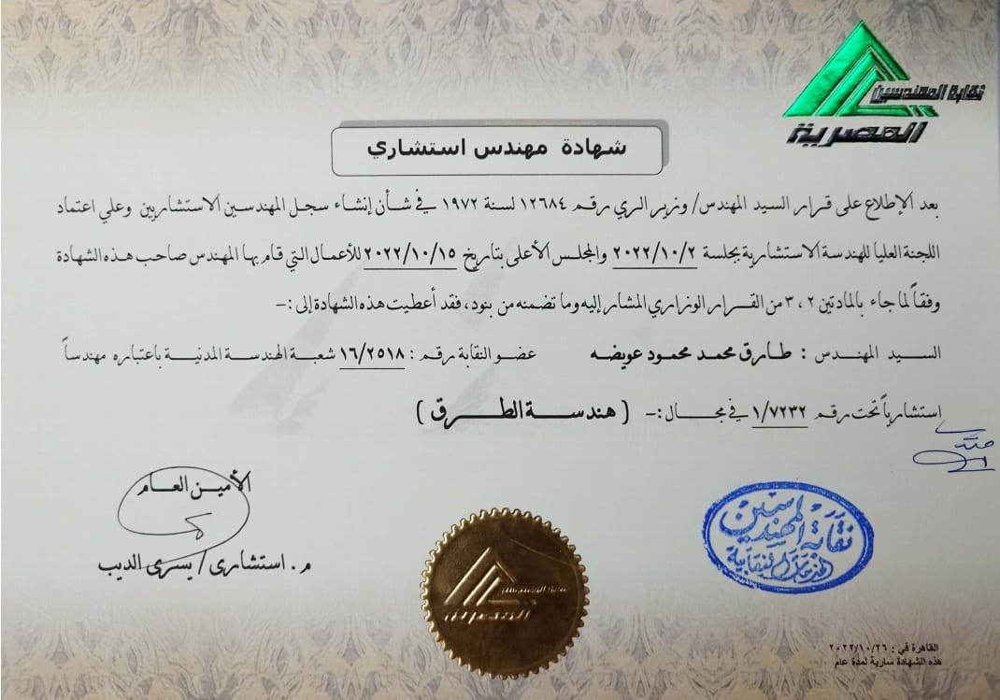 نقابة المهندسين
المصرية
شهادة مهندس استشاري
بعد الإطلاع على قرار السيد المهندس/ وزير الري رقم ١٢٦٨٤ لسنة ١٩٧٢ في شأن إنشاء سجل المهندسين الاستشاريين وعلي اعتماد
اللجنة العليا للهندسة الاستشارية بجلسة ٢٠٢٢/١٠/٢ والمجلس الأعلى بتاريخ ٢٠٢٢/١٠/١٥ للأعمال التي قام بها المهندس صاحب هذه الشهادة
وفقاً لما جاء بالمادتين ٢ ، ٣ من القرار الوزاري المشار إليه وما تضمنه من بنود، فقد أعطيت هذه الشهادة إلى :-
السيد المهندس : طارق محمد محمود عويضه عضو النقابة رقم : ١٦/٢٥١٨ شعبة الهندسة المدنية باعتباره مهندساً
استشارياً تحت رقم ١/٧٢٣٢ في مجال :- ( هندسة الطرق )
الأمين العام
م. استشارى / يسرى الديب
نقابة المهندسين
المصرية
نقابة المهندسين
القاهرة في : ٢٠٢٢/١٠/٢٦
هذه الشهادة سارية لمدة عام